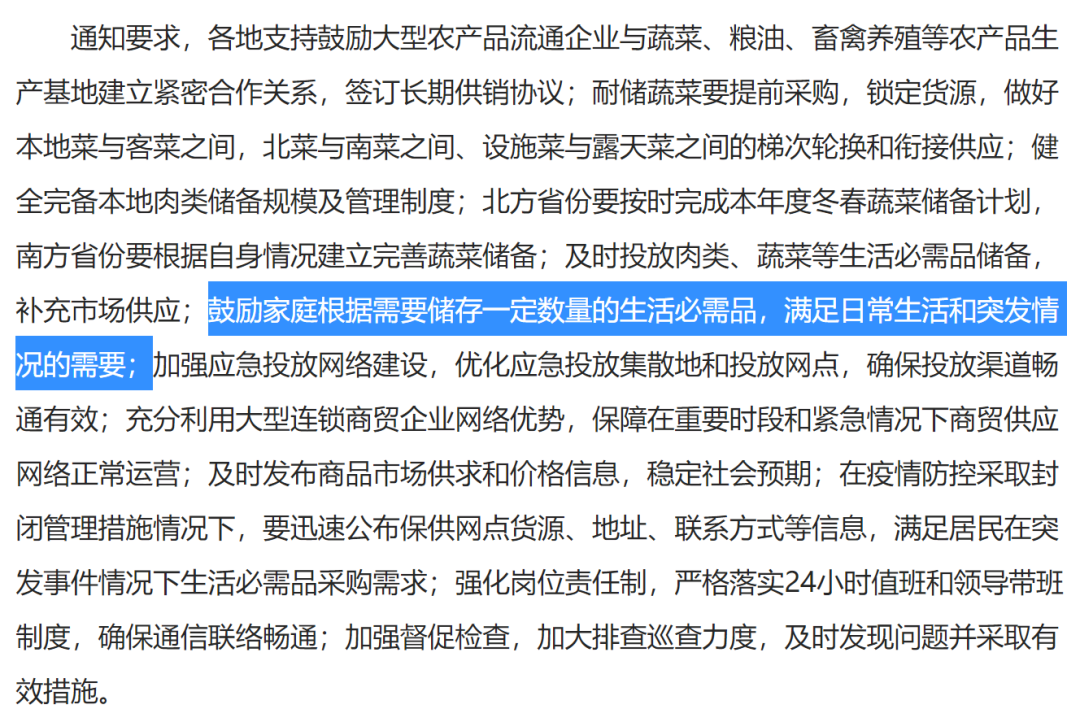 通知要求，各地支持鼓励大型农产品流通企业与蔬菜、粮油、畜禽养殖等农产品生
产基地建立紧密合作关系，签订长期供销协议；耐储蔬菜要提前采购，锁定货源，做好
本地菜与客菜之间，北菜与南菜之间、设施菜与露天菜之间的梯次轮换和衔接供应；健
全完备本地肉类储备规模及管理制度；北方省份要按时完成本年度冬春蔬菜储备计划，
南方省份要根据自身情况建立完善蔬菜储备；及时投放肉类、蔬菜等生活必需品储备，
补充市场供应；鼓励家庭根据需要储存一定数量的生活必需品，满足日常生活和突发情
况的需要；加强应急投放网络建设，优化应急投放集散地和投放网点，确保投放渠道畅
通有效；充分利用大型连锁商贸企业网络优势，保障在重要时段和紧急情况下商贸供应
网络正常运营；及时发布商品市场供求和价格信息，稳定社会预期；在疫情防控采取封
闭管理措施情况下，要迅速公布保供网点货源、地址、联系方式等信息，满足居民在突
发事件情况下生活必需品采购需求；强化岗位责任制，严格落实24小时值班和领导带班
制度，确保通信联络畅通；加强督促检查，加大排查巡查力度，及时发现问题并采取有
效措施。